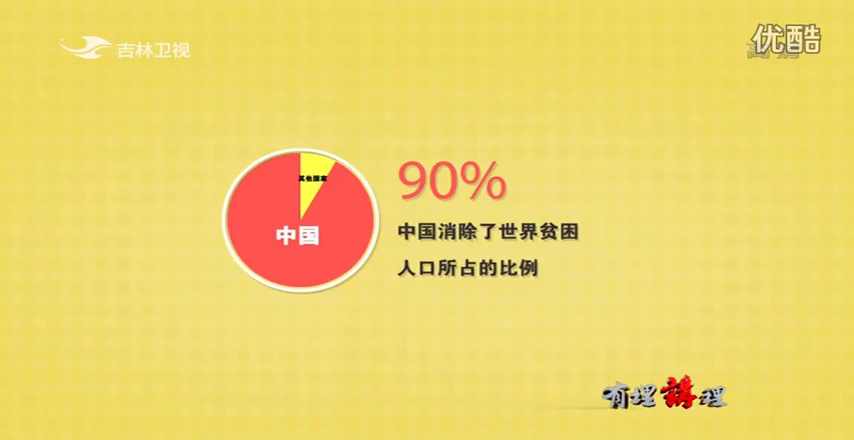 吉林卫视
优酷
其他国家
中国
90%
中国消除了世界贫困
人口所占的比例
有理講理